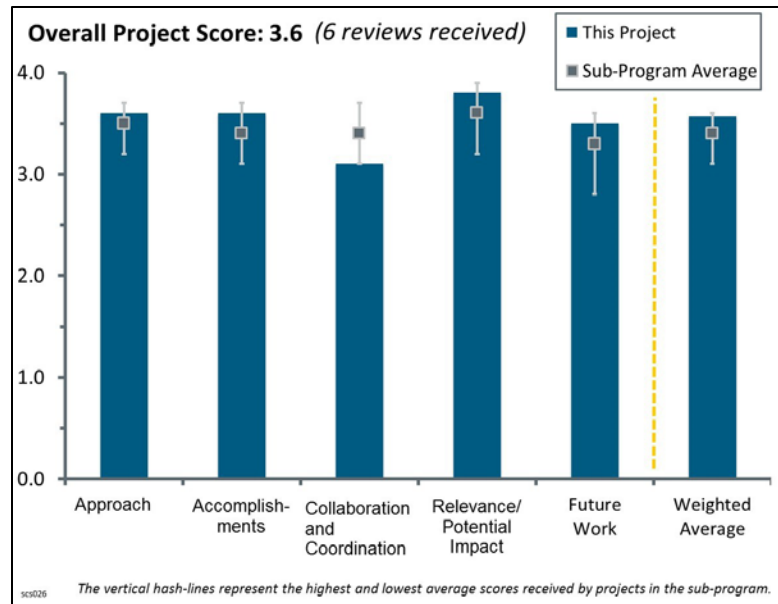 Overall Project Score: 3.6 (6 reviews received)
This Project
Sub-Program Average
4.0
3.0
2.0
1.0
0.0
Approach
Accomplish-
ments
Collaboration
and
Coordination
Relevance/
Potential
Impact
Future
Work
Weighted
Average
scs026
The vertical hash-lines represent the highest and lowest average scores received by projects in the sub-program.